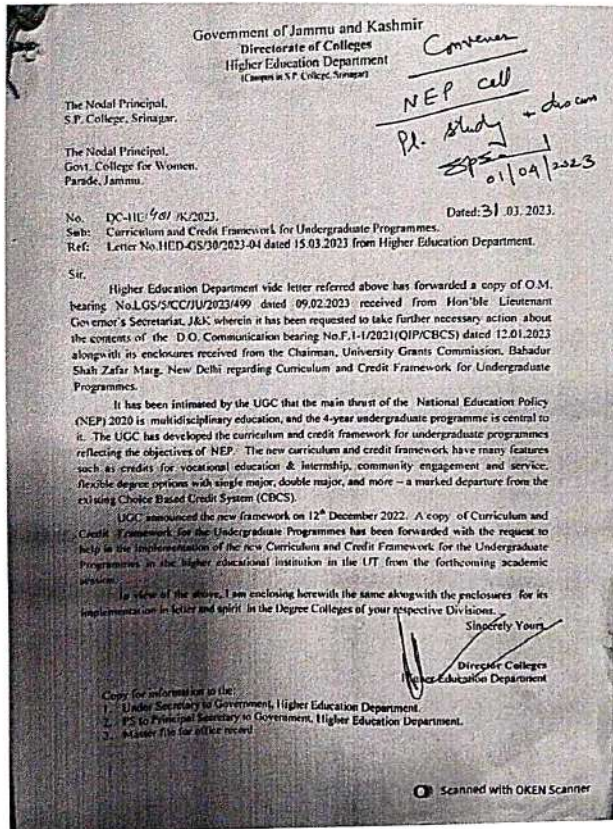 Government of Jammu and Kashmir
Directorate of Colleges
Higher Education Department
(Campus in S.P. College, Srinagar)
Convener
NEP cell
Pl. study + discuss
01/04/2023
The Nodal Principal,
S.P. College, Srinagar.
The Nodal Principal,
Govt. College for Women,
Parade, Jammu.
No. DC-HE/401/K/2023. Dated: 31.03.2023.
Sub: Curriculum and Credit Framework for Undergraduate Programmes.
Ref: Letter No.HED-GS/30/2023-04 dated 15.03.2023 from Higher Education Department.
Sir,
Higher Education Department vide letter referred above has forwarded a copy of O.M.
bearing No.LGS/S/CC/JU/2023/499 dated 09.02.2023 received from Hon'ble Lieutenant
Governor's Secretariat, J&K wherein it has been requested to take further necessary action about
the contents of the D.O. Communication bearing No.F.1-1/2021(QIP/CBCS) dated 12.01.2023
alongwith its enclosures received from the Chairman, University Grants Commission, Bahadur
Shah Zafar Marg, New Delhi regarding Curriculum and Credit Framework for Undergraduate
Programmes.
It has been intimated by the UGC that the main thrust of the National Education Policy
(NEP) 2020 is multidisciplinary education, and the 4-year undergraduate programme is central to
it. The UGC has developed the curriculum and credit framework for undergraduate programmes
reflecting the objectives of NEP. The new curriculum and credit framework have many features
such as credits for vocational education & internship, community engagement and service,
flexible degree options with single major, double major, and more – a marked departure from the
existing Choice Based Credit System (CBCS).
UGC announced the new framework on 12th December 2022. A copy of Curriculum and
Credit Framework for the Undergraduate Programmes has been forwarded with the request to
help in the implementation of the new Curriculum and Credit Framework for the Undergraduate
Programmes in the higher educational institution in the UT from the forthcoming academic
session.
In view of the above, I am enclosing herewith the same alongwith the enclosures for its
implementation in letter and spirit in the Degree Colleges of your respective Divisions.
Sincerely Yours,
Director Colleges
Higher Education Department
Copy for information to the:
1. Under Secretary to Government, Higher Education Department.
2. PS to Principal Secretary to Government, Higher Education Department.
3. Master file for office record
Scanned with OKEN Scanner